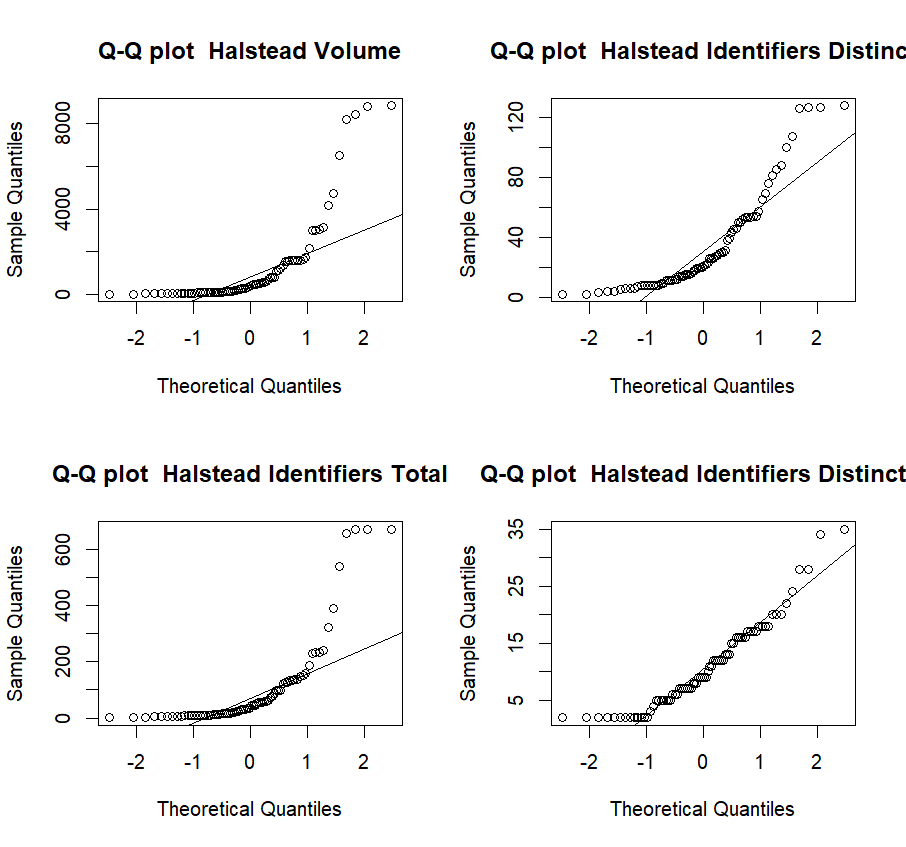 Q-Q plot  Halstead Volume
Sample Quantiles
0 4000 8000
-2 -1 0 1 2
Theoretical Quantiles
Q-Q plot  Halstead Identifiers Distinc
Sample Quantiles
0 40 80 120
-2 -1 0 1 2
Theoretical Quantiles
Q-Q plot  Halstead Identifiers Total
Sample Quantiles
0 200 400 600
-2 -1 0 1 2
Theoretical Quantiles
Q-Q plot  Halstead Identifiers Distinct
Sample Quantiles
5 15 25 35
-2 -1 0 1 2
Theoretical Quantiles